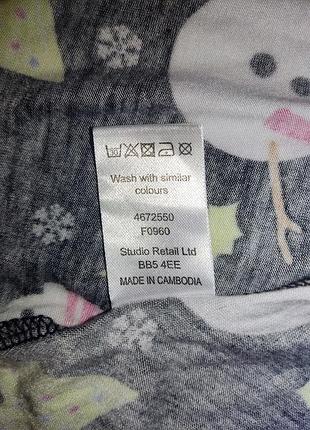 Wash with similar
colours
4672550
F0960
Studio Retail Ltd
BB5 4EE
MADE IN CAMBODIA